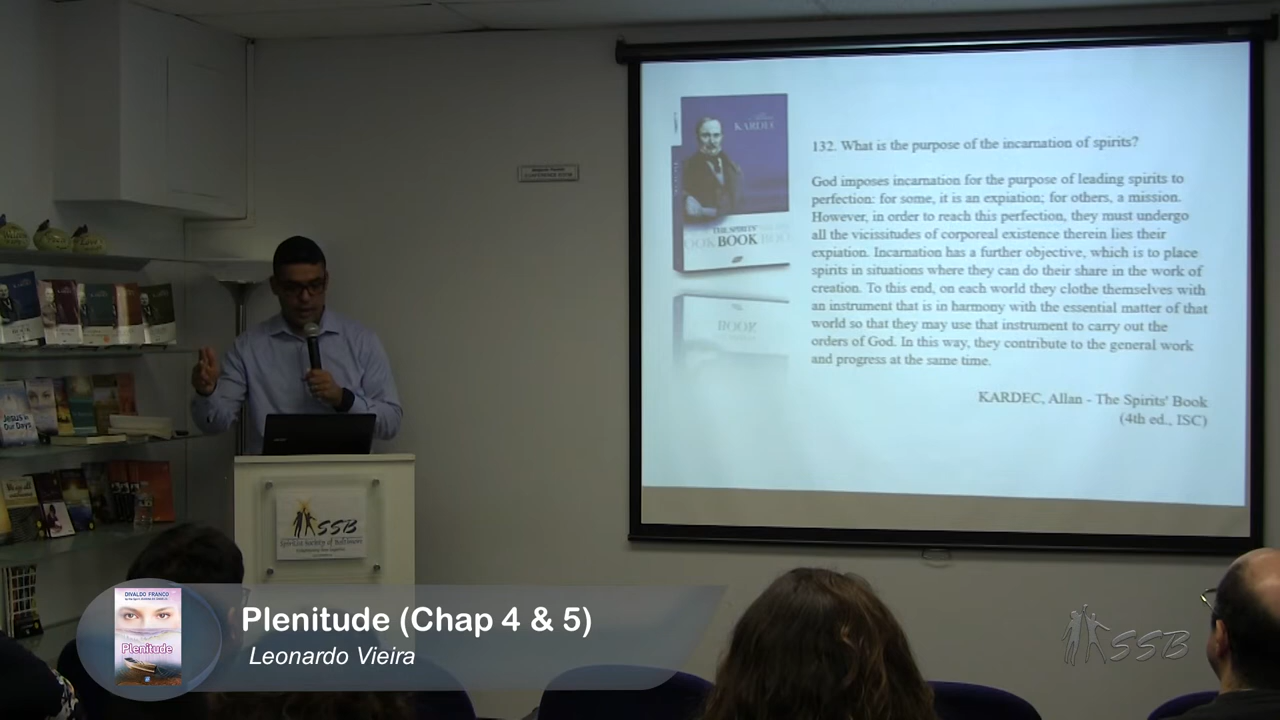 KARDEC
THE SPIRITS'
BOOK
BOOK
132. What is the purpose of the incarnation of spirits?
God imposes incarnation for the purpose of leading spirits to
perfection: for some, it is an expiation; for others, a mission.
However, in order to reach this perfection, they must undergo
all the vicissitudes of corporeal existence therein lies their
expiation. Incarnation has a further objective, which is to place
spirits in situations where they can do their share in the work of
creation. To this end, on each world they clothe themselves with
an instrument that is in harmony with the essential matter of that
world so that they may use that instrument to carry out the
orders of God. In this way, they contribute to the general work
and progress at the same time.
KARDEC, Allan - The Spirits' Book
(4th ed., ISC)
Jesus in
Our Days
SSB
Spiritist Society of Baltimore
DIVALDO FRANCO
Plenitude
Plenitude (Chap 4 & 5)
Leonardo Vieira
SSB